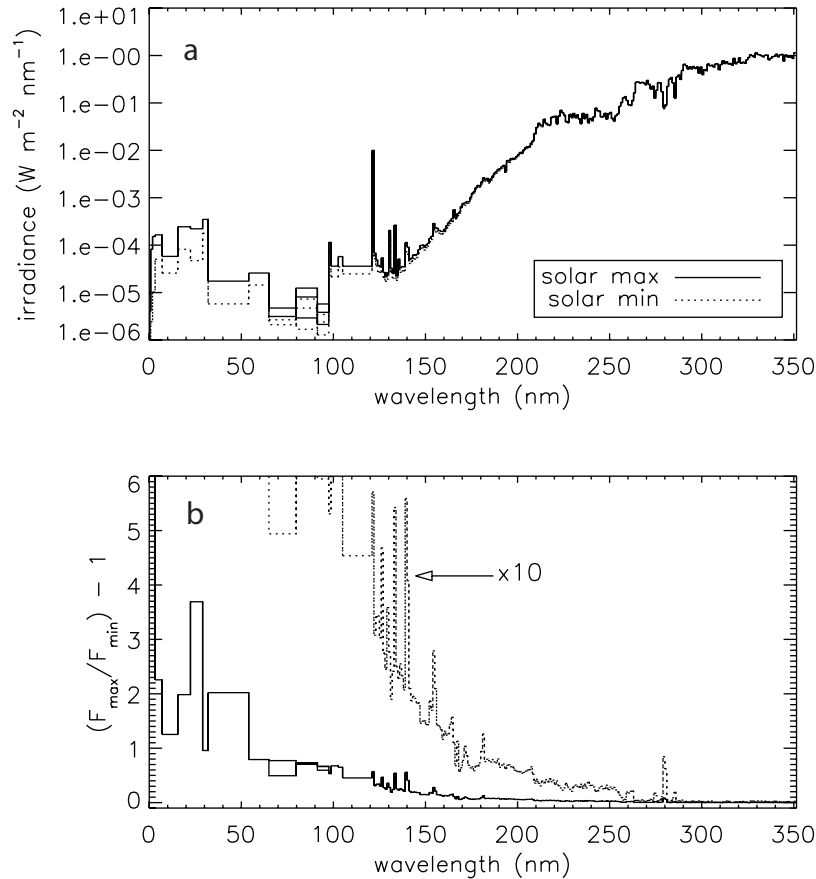 1.e+01
1.e-00
1.e-01
1.e-02
1.e-03
1.e-04
1.e-05
1.e-06
irradiance (W m⁻² nm⁻¹)
a
solar max
solar min
0 50 100 150 200 250 300 350
wavelength (nm)
6
5
4
3
2
1
0
(Fmax/Fmin) – 1
b
x10
0 50 100 150 200 250 300 350
wavelength (nm)